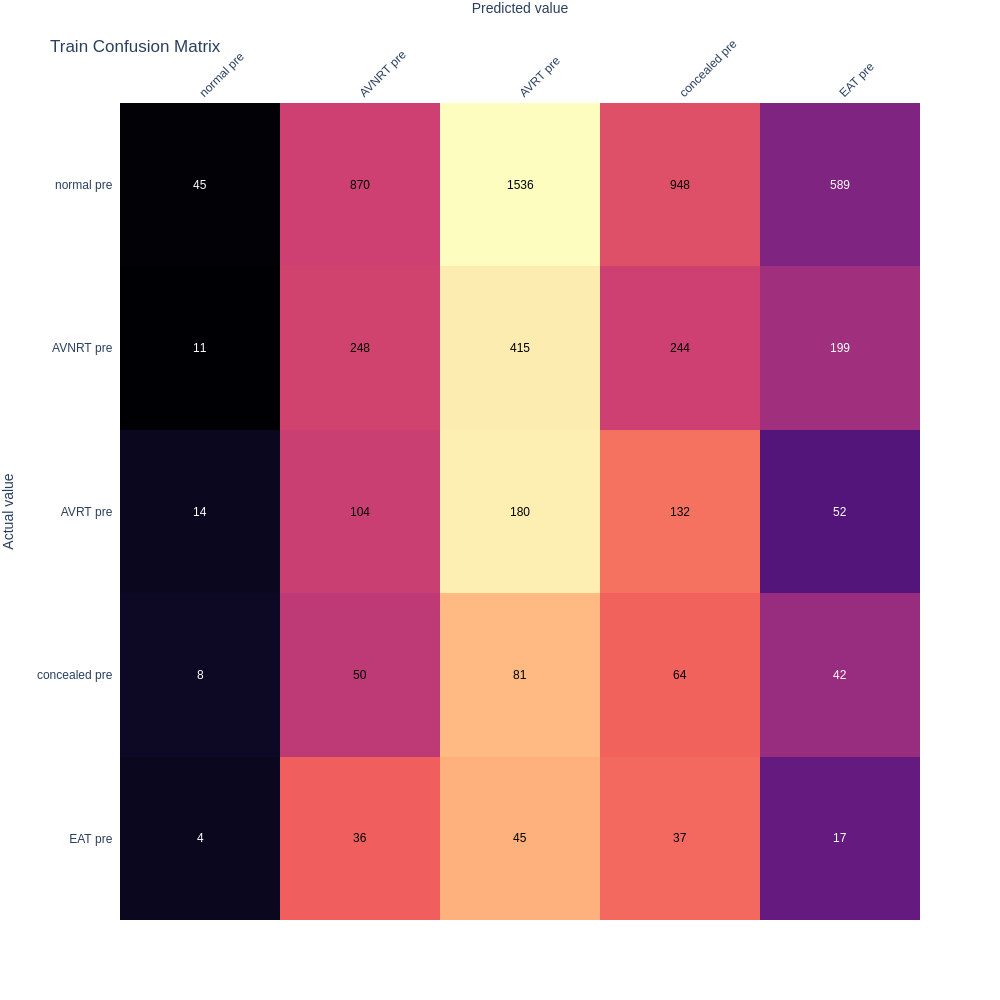 Predicted value
Train Confusion Matrix
normal pre AVNRT pre AVRT pre concealed pre EAT pre
normal pre 45 870 1536 948 589
AVNRT pre 11 248 415 244 199
AVRT pre 14 104 180 132 52
concealed pre 8 50 81 64 42
EAT pre 4 36 45 37 17
Actual value